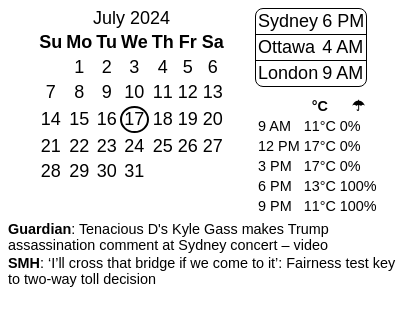 July 2024
Su Mo Tu We Th Fr Sa
1 2 3 4 5 6
7 8 9 10 11 12 13
14 15 16 17 18 19 20
21 22 23 24 25 26 27
28 29 30 31
Sydney 6 PM
Ottawa 4 AM
London 9 AM
°C ☂
9 AM 11°C 0%
12 PM 17°C 0%
3 PM 17°C 0%
6 PM 13°C 100%
9 PM 11°C 100%
Guardian: Tenacious D's Kyle Gass makes Trump
assassination comment at Sydney concert – video
SMH: ‘I’ll cross that bridge if we come to it’: Fairness test key
to two-way toll decision